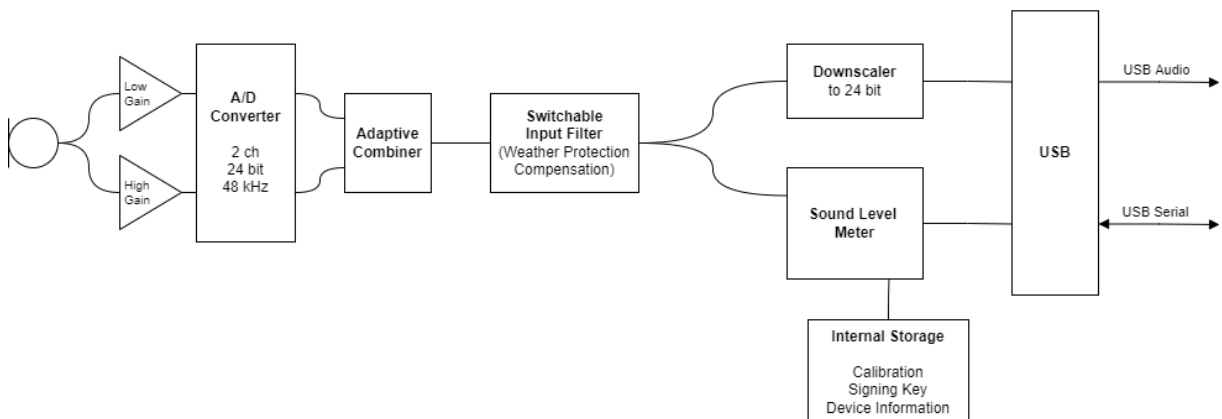 Low
Gain
High
Gain
A/D
Converter
2 ch
24 bit
48 kHz
Adaptive
Combiner
Switchable
Input Filter
(Weather Protection
Compensation)
Downscaler
to 24 bit
Sound Level
Meter
Internal Storage
Calibration
Signing Key
Device Information
USB
USB Audio
USB Serial